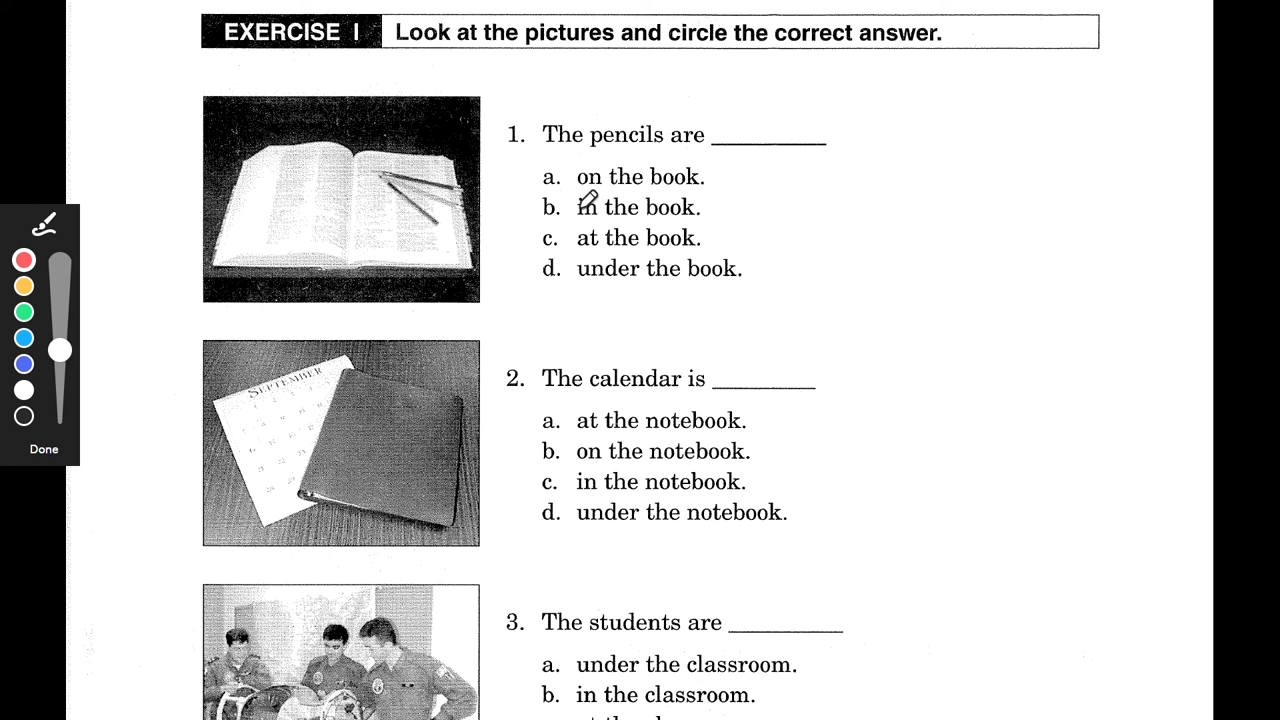 EXERCISE I Look at the pictures and circle the correct answer.
1. The pencils are __________
a. on the book.
b. in the book.
c. at the book.
d. under the book.
SEPTEMBER
2. The calendar is _________
a. at the notebook.
b. on the notebook.
c. in the notebook.
d. under the notebook.
3. The students are __________
a. under the classroom.
b. in the classroom.
Done